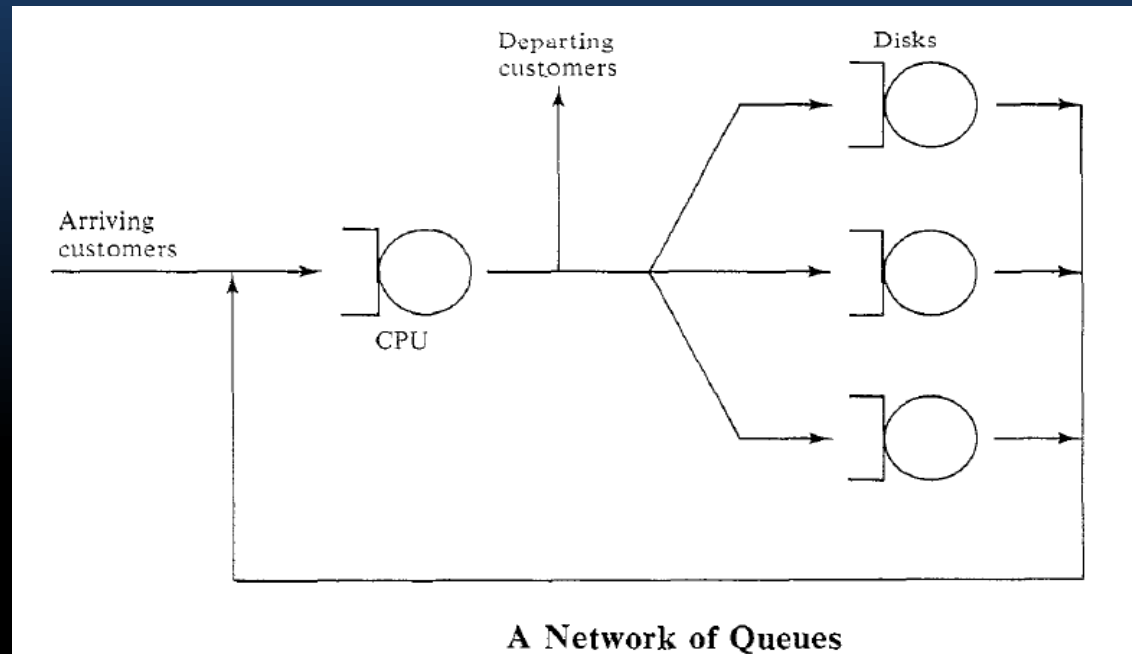 Departing
customers
Disks
Arriving
customers
CPU
A Network of Queues